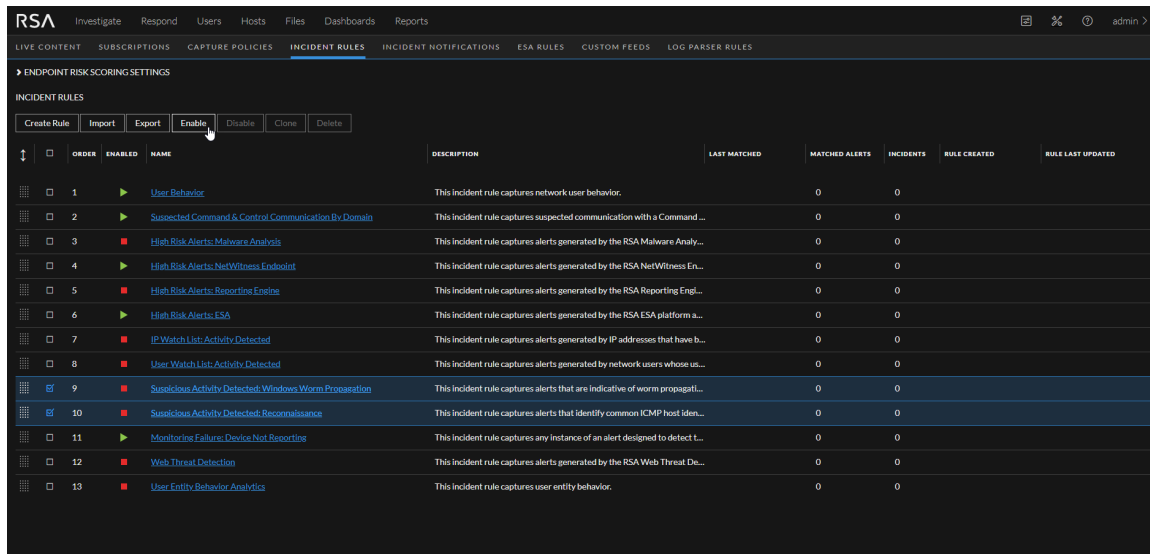 RSA Investigate Respond Users Hosts Files Dashboards Reports admin >
LIVE CONTENT SUBSCRIPTIONS CAPTURE POLICIES INCIDENT RULES INCIDENT NOTIFICATIONS ESA RULES CUSTOM FEEDS LOG PARSER RULES
> ENDPOINT RISK SCORING SETTINGS
INCIDENT RULES
Create Rule Import Export Enable Disable Clone Delete
ORDER ENABLED NAME DESCRIPTION LAST MATCHED MATCHED ALERTS INCIDENTS RULE CREATED RULE LAST UPDATED
1 User Behavior This incident rule captures network user behavior. 0 0
2 Suspected Command & Control Communication By Domain This incident rule captures suspected communication with a Command ... 0 0
3 High Risk Alerts: Malware Analysis This incident rule captures alerts generated by the RSA Malware Analy... 0 0
4 High Risk Alerts: NetWitness Endpoint This incident rule captures alerts generated by the RSA NetWitness En... 0 0
5 High Risk Alerts: Reporting Engine This incident rule captures alerts generated by the RSA Reporting Engi... 0 0
6 High Risk Alerts: ESA This incident rule captures alerts generated by the RSA ESA platform a... 0 0
7 IP Watch List: Activity Detected This incident rule captures alerts generated by IP addresses that have b... 0 0
8 User Watch List: Activity Detected This incident rule captures alerts generated by network users whose us... 0 0
9 Suspicious Activity Detected: Windows Worm Propagation This incident rule captures alerts that are indicative of worm propagati... 0 0
10 Suspicious Activity Detected: Reconnaissance This incident rule captures alerts that identify common ICMP host iden... 0 0
11 Monitoring Failure: Device Not Reporting This incident rule captures any instance of an alert designed to detect t... 0 0
12 Web Threat Detection This incident rule captures alerts generated by the RSA Web Threat De... 0 0
13 User Entity Behavior Analytics This incident rule captures user entity behavior. 0 0